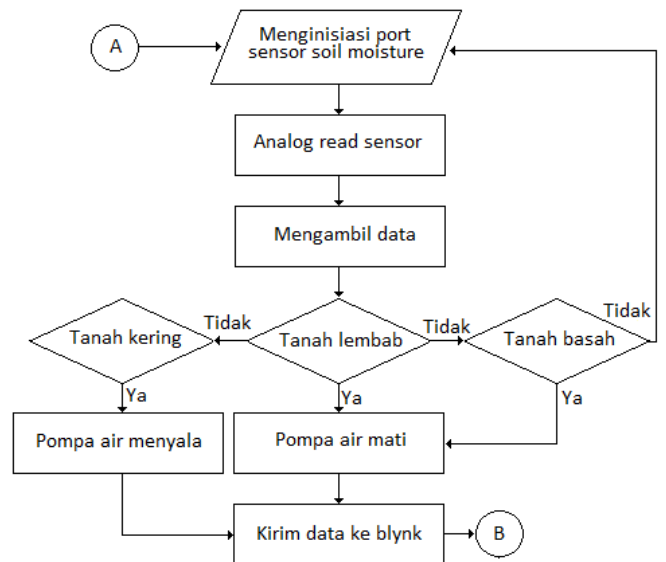 A
Menginisiasi port
sensor soil moisture
Analog read sensor
Mengambil data
Tanah kering
Tidak
Tanah lembab
Tidak
Tanah basah
Tidak
Ya
Ya
Ya
Pompa air menyala
Pompa air mati
Kirim data ke blynk
B